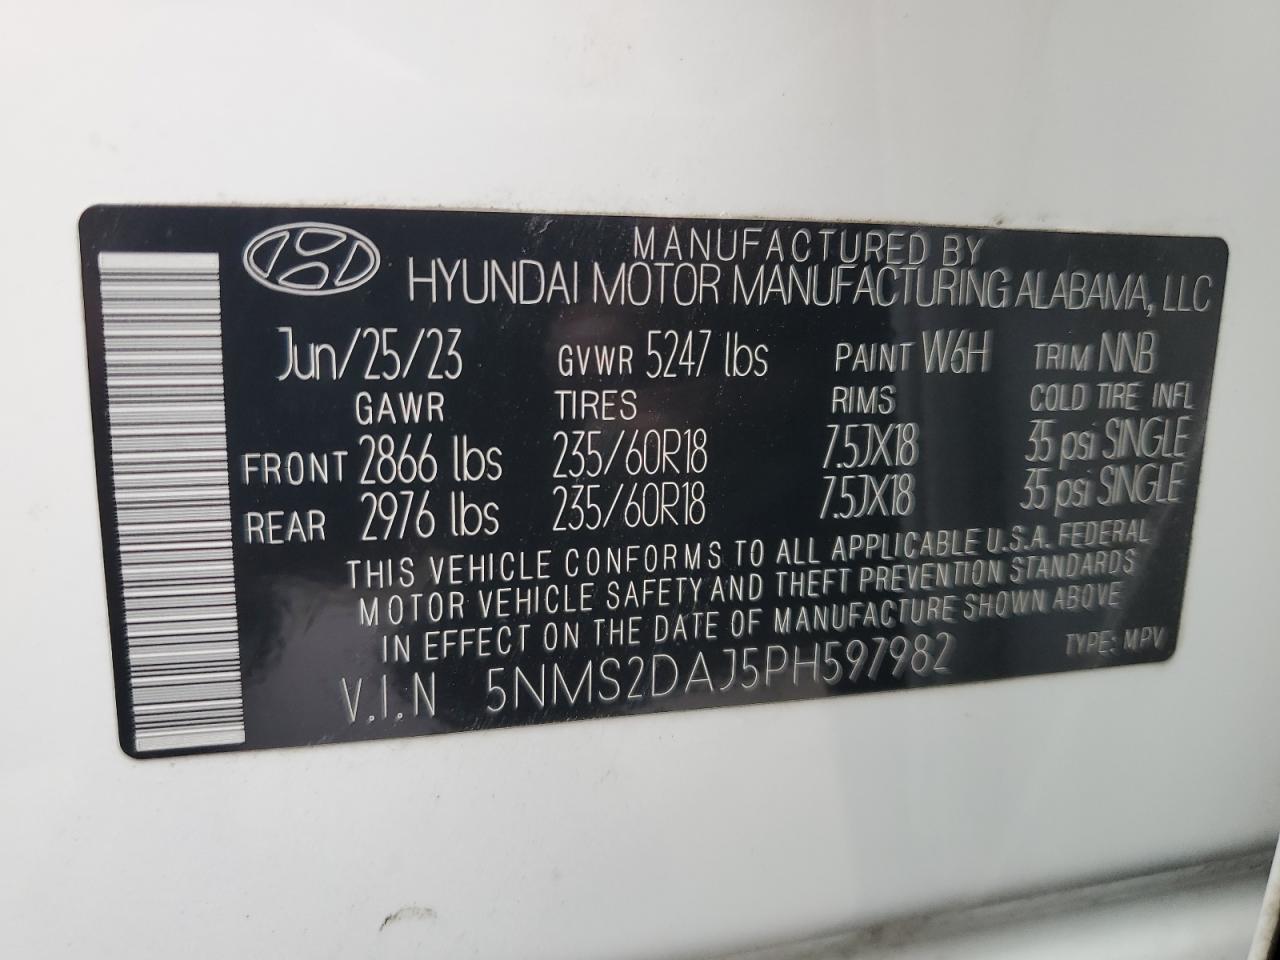 MANUFACTURED BY
HYUNDAI MOTOR MANUFACTURING ALABAMA, LLC
Jun/25/23 GVWR 5247 lbs PAINT W6H TRIM NNB
GAWR TIRES RIMS COLD TIRE INFL
FRONT 2866 lbs 235/60R18 7.5JX18 35 psi SINGLE
REAR 2976 lbs 235/60R18 7.5JX18 35 psi SINGLE
THIS VEHICLE CONFORMS TO ALL APPLICABLE U.S.A. FEDERAL
MOTOR VEHICLE SAFETY AND THEFT PREVENTION STANDARDS
IN EFFECT ON THE DATE OF MANUFACTURE SHOWN ABOVE
V.I.N 5NMS2DAJ5PH597982 TYPE: MPV